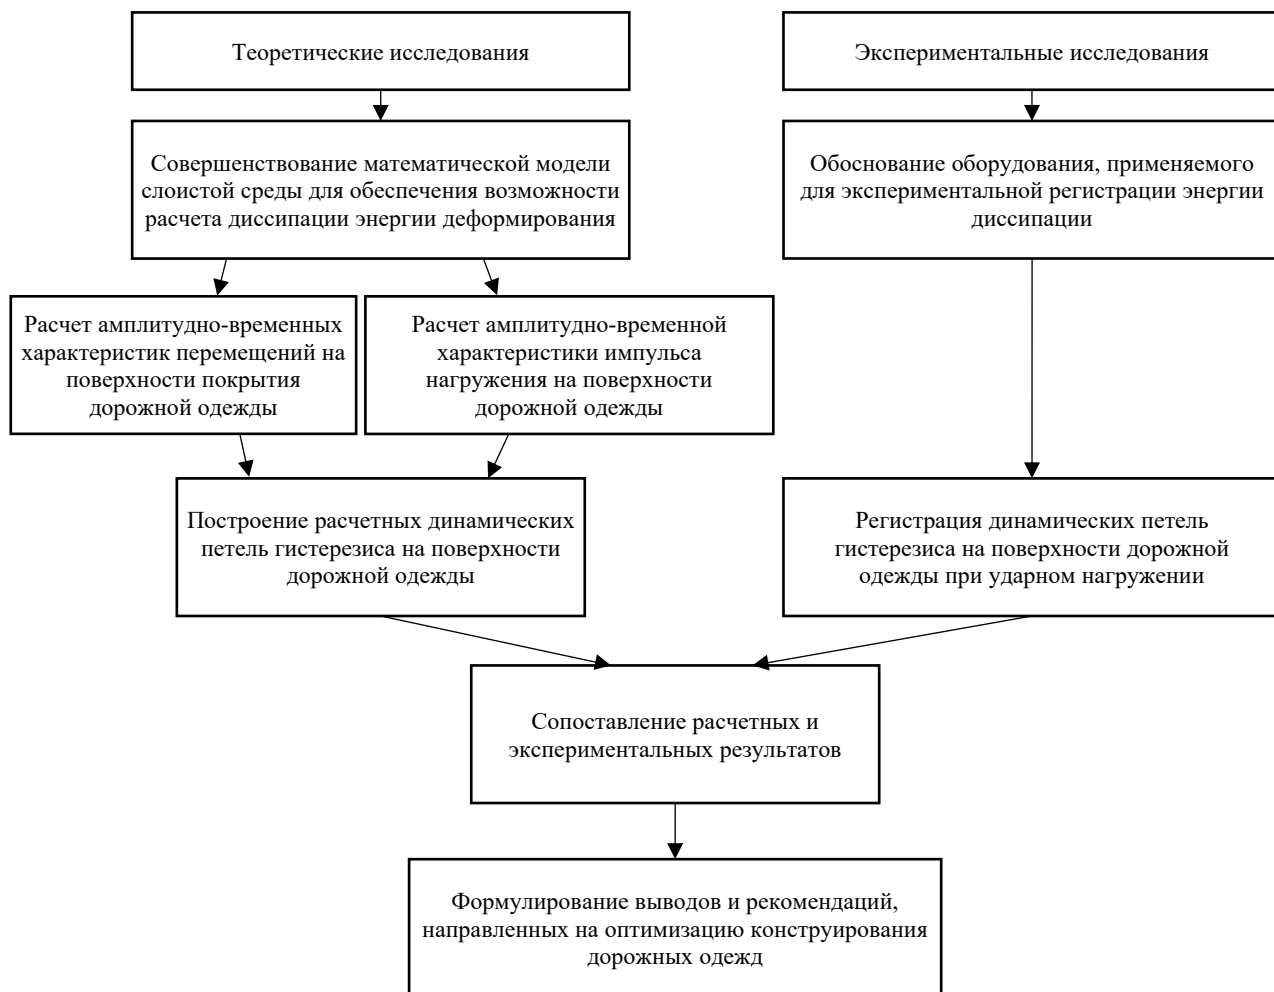 Теоретические исследования
Экспериментальные исследования
Совершенствование математической модели
слоистой среды для обеспечения возможности
расчета диссипации энергии деформирования
Обоснование оборудования, применяемого
для экспериментальной регистрации энергии
диссипации
Расчет амплитудно-временных
характеристик перемещений на
поверхности покрытия
дорожной одежды
Расчет амплитудно-временной
характеристики импульса
нагружения на поверхности
дорожной одежды
Построение расчетных динамических
петель гистерезиса на поверхности
дорожной одежды
Регистрация динамических петель
гистерезиса на поверхности дорожной
одежды при ударном нагружении
Сопоставление расчетных и
экспериментальных результатов
Формулирование выводов и рекомендаций,
направленных на оптимизацию конструирования
дорожных одежд